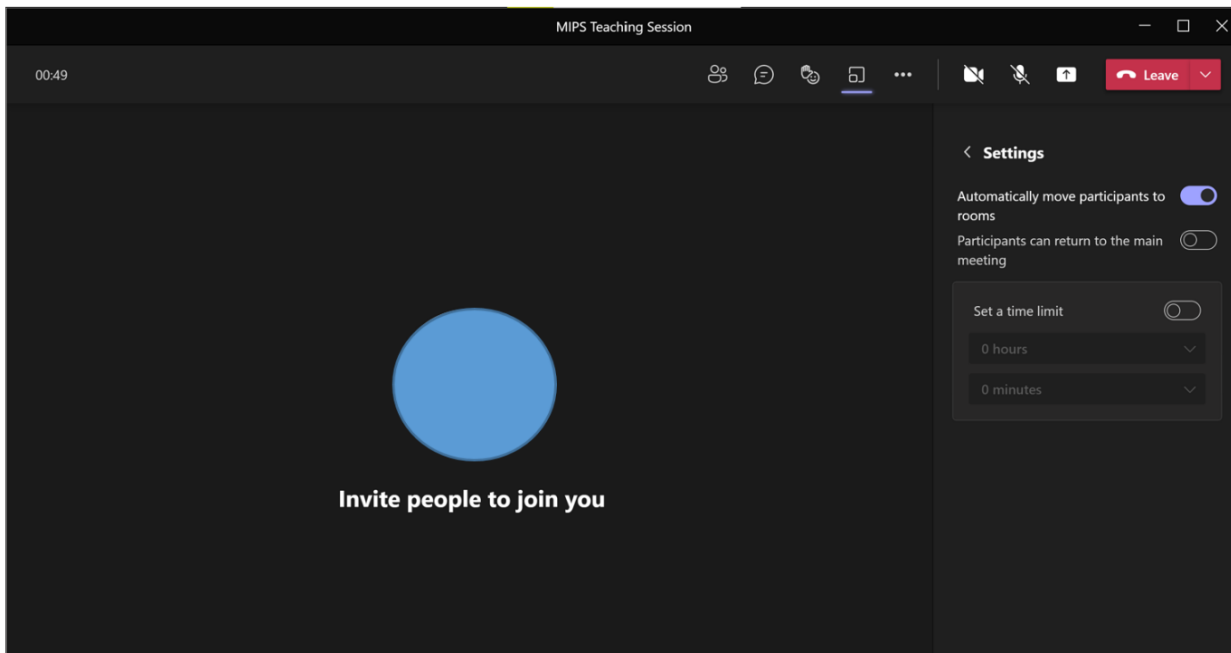 MIPS Teaching Session
00:49
Leave
Settings
Automatically move participants to
rooms
Participants can return to the main
meeting
Set a time limit
0 hours
0 minutes
Invite people to join you